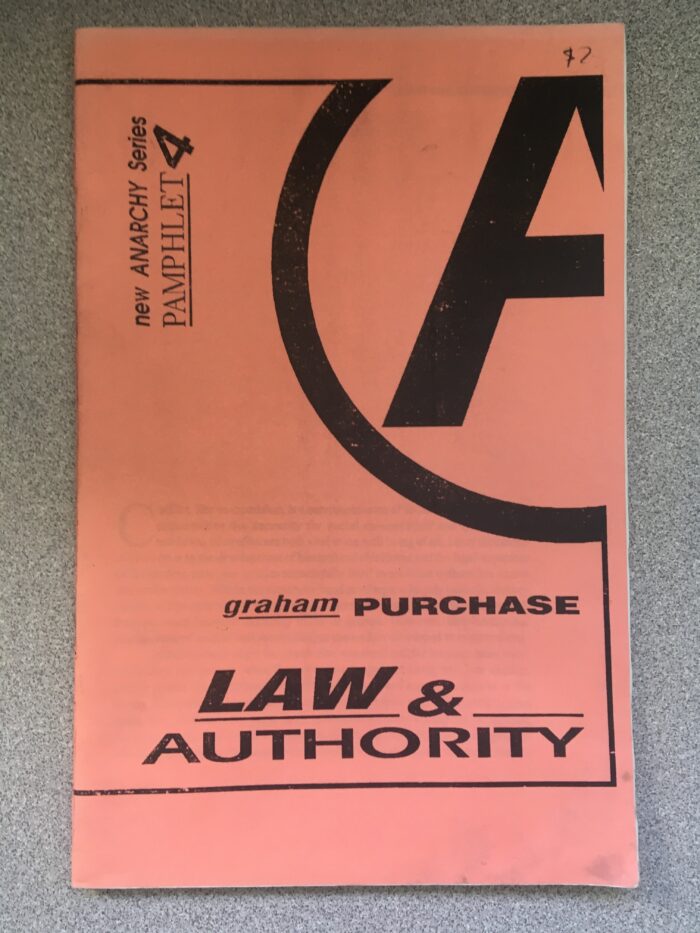 $2
new ANARCHY Series
PAMPHLET 4
A
graham PURCHASE
LAW &
AUTHORITY